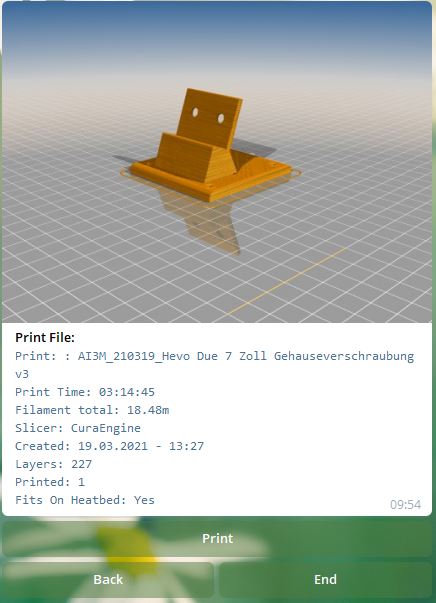 Print File:
Print: : AI3M_210319_Hevo Due 7 Zoll Gehauseverschraubung
v3
Print Time: 03:14:45
Filament total: 18.48m
Slicer: CuraEngine
Created: 19.03.2021 - 13:27
Layers: 227
Printed: 1
Fits On Heatbed: Yes
09:54
Print
Back
End